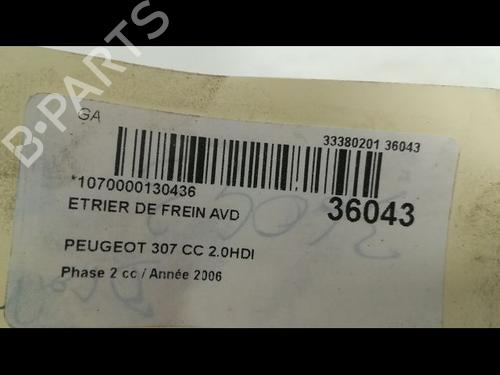 GA
33380201 36043
*1070000130436
36043
ETRIER DE FREIN AVD
PEUGEOT 307 CC 2.0HDI
Phase 2 cc / Année 2006
B-PARTS